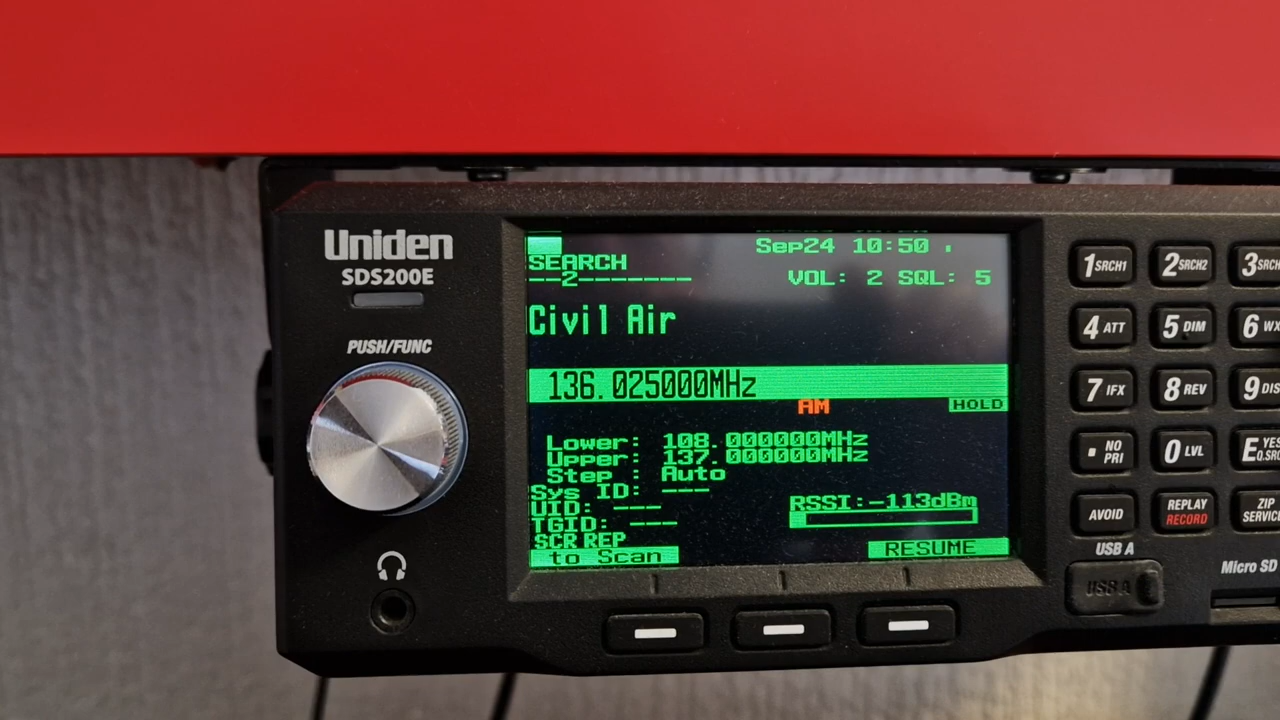 Uniden
SDS200E
PUSH/FUNC
Sep24 10:50
SEARCH
--2-------
VOL: 2 SQL: 5
Civil Air
136.025000MHz
AM
HOLD
Lower: 108.000000MHz
Upper: 137.000000MHz
Step : Auto
Sys ID: ---
UID: ---
TGID: ---
RSSI:-113dBm
SCR REP
to Scan
RESUME
1 SRCH1
2 SRCH2
3 SRCH
4 ATT
5 DIM
6 WX
7 IFX
8 REV
9 DIS
. NO PRI
0 LVL
E YES Q.SRC
AVOID
REPLAY
RECORD
ZIP
SERVICE
USB A
USB A
Micro SD